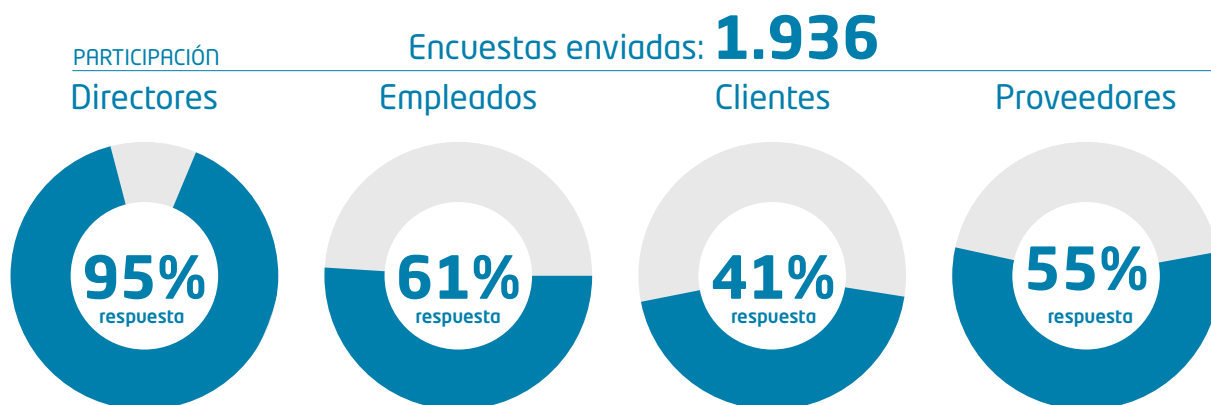 PARTICIPACIÓN
Encuestas enviadas: 1.936
Directores
Empleados
Clientes
Proveedores
95%
respuesta
61%
respuesta
41%
respuesta
55%
respuesta